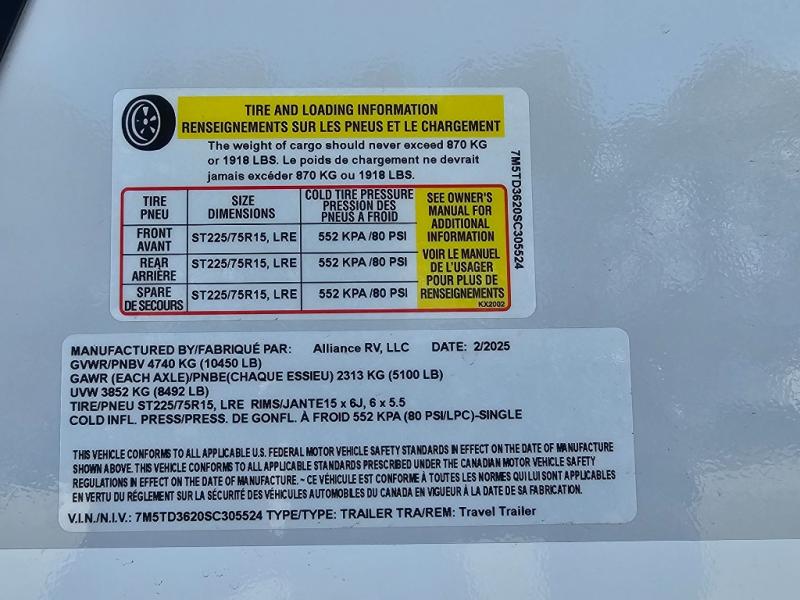 TIRE AND LOADING INFORMATION
RENSEIGNEMENTS SUR LES PNEUS ET LE CHARGEMENT
The weight of cargo should never exceed 870 KG
or 1918 LBS. Le poids de chargement ne devrait
jamais excéder 870 KG ou 1918 LBS.
TIRE
PNEU
SIZE
DIMENSIONS
COLD TIRE PRESSURE
PRESSION DES
PNEUS A FROID
FRONT
AVANT
ST225/75R15, LRE
552 KPA /80 PSI
REAR
ARRIÈRE
ST225/75R15, LRE
552 KPA /80 PSI
SPARE
DE SECOURS
ST225/75R15, LRE
552 KPA /80 PSI
SEE OWNER'S
MANUAL FOR
ADDITIONAL
INFORMATION
VOIR LE MANUEL
DE L'USAGER
POUR PLUS DE
RENSEIGNEMENTS
KX2002
7M5TD3620SC305524
MANUFACTURED BY/FABRIQUÉ PAR: Alliance RV, LLC DATE: 2/2025
GVWR/PNBV 4740 KG (10450 LB)
GAWR (EACH AXLE)/PNBE(CHAQUE ESSIEU) 2313 KG (5100 LB)
UVW 3852 KG (8492 LB)
TIRE/PNEU ST225/75R15, LRE RIMS/JANTE15 x 6J, 6 x 5.5
COLD INFL. PRESS/PRESS. DE GONFL. À FROID 552 KPA (80 PSI/LPC)-SINGLE
THIS VEHICLE CONFORMS TO ALL APPLICABLE U.S. FEDERAL MOTOR VEHICLE SAFETY STANDARDS IN EFFECT ON THE DATE OF MANUFACTURE
SHOWN ABOVE. THIS VEHICLE CONFORMS TO ALL APPLICABLE STANDARDS PRESCRIBED UNDER THE CANADIAN MOTOR VEHICLE SAFETY
REGULATIONS IN EFFECT ON THE DATE OF MANUFACTURE. ~ CE VÉHICULE EST CONFORME À TOUTES LES NORMES QUI LUI SONT APPLICABLES
EN VERTU DU RÉGLEMENT SUR LA SÉCURITÉ DES VÉHICULES AUTOMOBILES DU CANADA EN VIGUEUR À LA DATE DE SA FABRICATION.
V.I.N./N.I.V.: 7M5TD3620SC305524 TYPE/TYPE: TRAILER TRA/REM: Travel Trailer